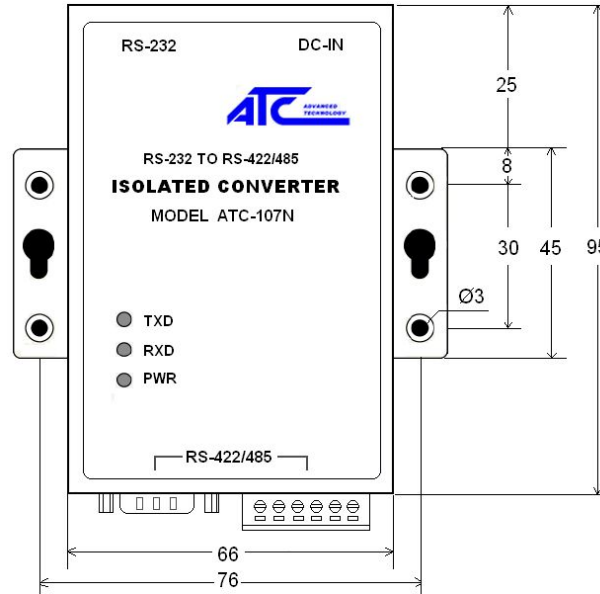 RS-232 DC-IN
25
ATC ADVANCED TECHNOLOGY
RS-232 TO RS-422/485
8
ISOLATED CONVERTER
MODEL ATC-107N
30
45
95
Ø3
TXD
RXD
PWR
RS-422/485
66
76